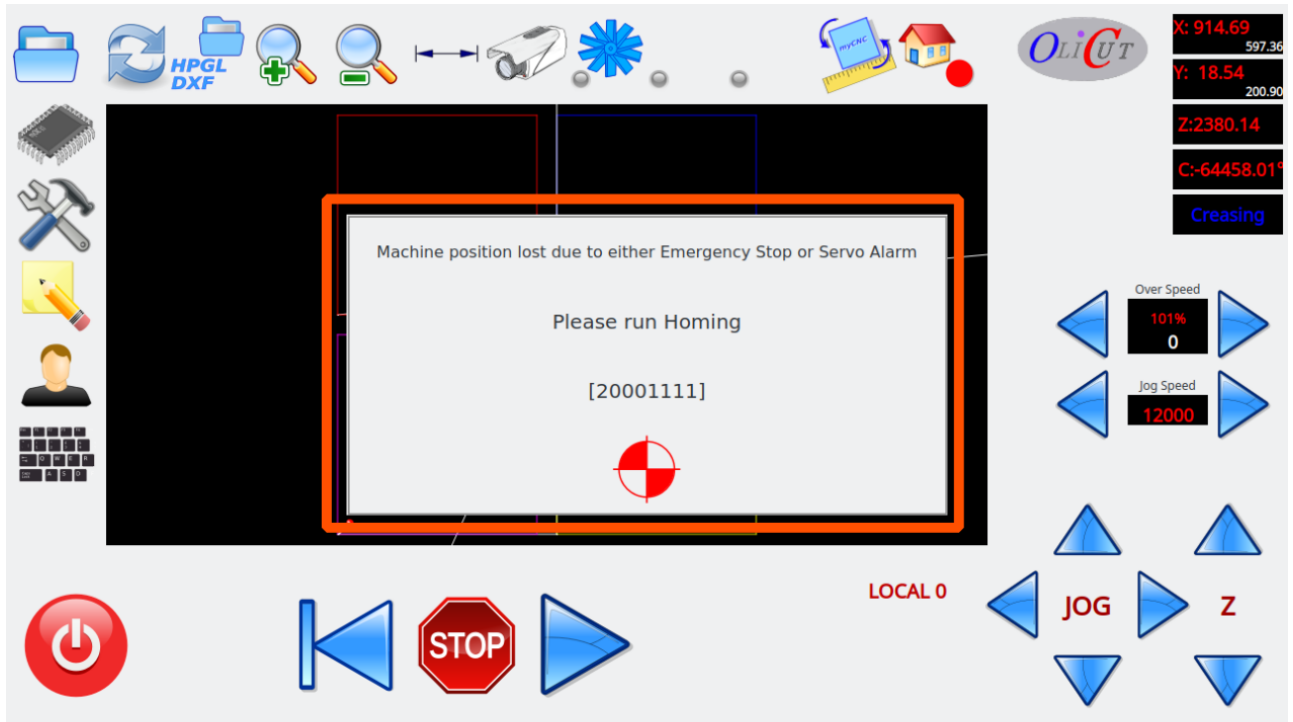 HPGL
DXF
myCNC
OLICUT
X: 914.69
597.36
Y: 18.54
200.90
Z:2380.14
C:-64458.01°
Creasing
Machine position lost due to either Emergency Stop or Servo Alarm
Please run Homing
[20001111]
Over Speed
101%
0
Jog Speed
12000
STOP
LOCAL 0
JOG
Z